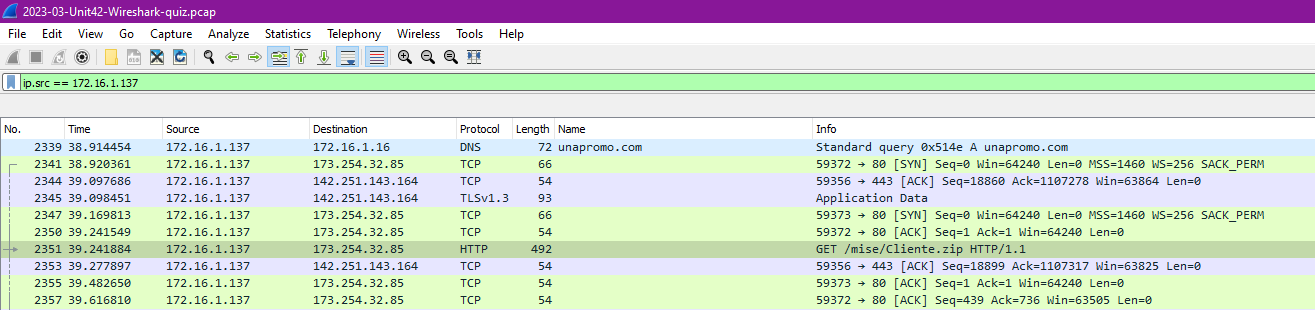 2023-03-Unit42-Wireshark-quiz.pcap
File Edit View Go Capture Analyze Statistics Telephony Wireless Tools Help
ip.src == 172.16.1.137
No. Time Source Destination Protocol Length Name Info
2339 38.914454 172.16.1.137 172.16.1.16 DNS 72 unapromo.com Standard query 0x514e A unapromo.com
2341 38.920361 172.16.1.137 173.254.32.85 TCP 66 59372 → 80 [SYN] Seq=0 Win=64240 Len=0 MSS=1460 WS=256 SACK_PERM
2344 39.097686 172.16.1.137 142.251.143.164 TCP 54 59356 → 443 [ACK] Seq=18860 Ack=1107278 Win=63864 Len=0
2345 39.098451 172.16.1.137 142.251.143.164 TLSv1.3 93 Application Data
2347 39.169813 172.16.1.137 173.254.32.85 TCP 66 59373 → 80 [SYN] Seq=0 Win=64240 Len=0 MSS=1460 WS=256 SACK_PERM
2350 39.241549 172.16.1.137 173.254.32.85 TCP 54 59372 → 80 [ACK] Seq=1 Ack=1 Win=64240 Len=0
2351 39.241884 172.16.1.137 173.254.32.85 HTTP 492 GET /mise/Cliente.zip HTTP/1.1
2353 39.277897 172.16.1.137 142.251.143.164 TCP 54 59356 → 443 [ACK] Seq=18899 Ack=1107317 Win=63825 Len=0
2355 39.482650 172.16.1.137 173.254.32.85 TCP 54 59373 → 80 [ACK] Seq=1 Ack=1 Win=64240 Len=0
2357 39.616810 172.16.1.137 173.254.32.85 TCP 54 59372 → 80 [ACK] Seq=439 Ack=736 Win=63505 Len=0